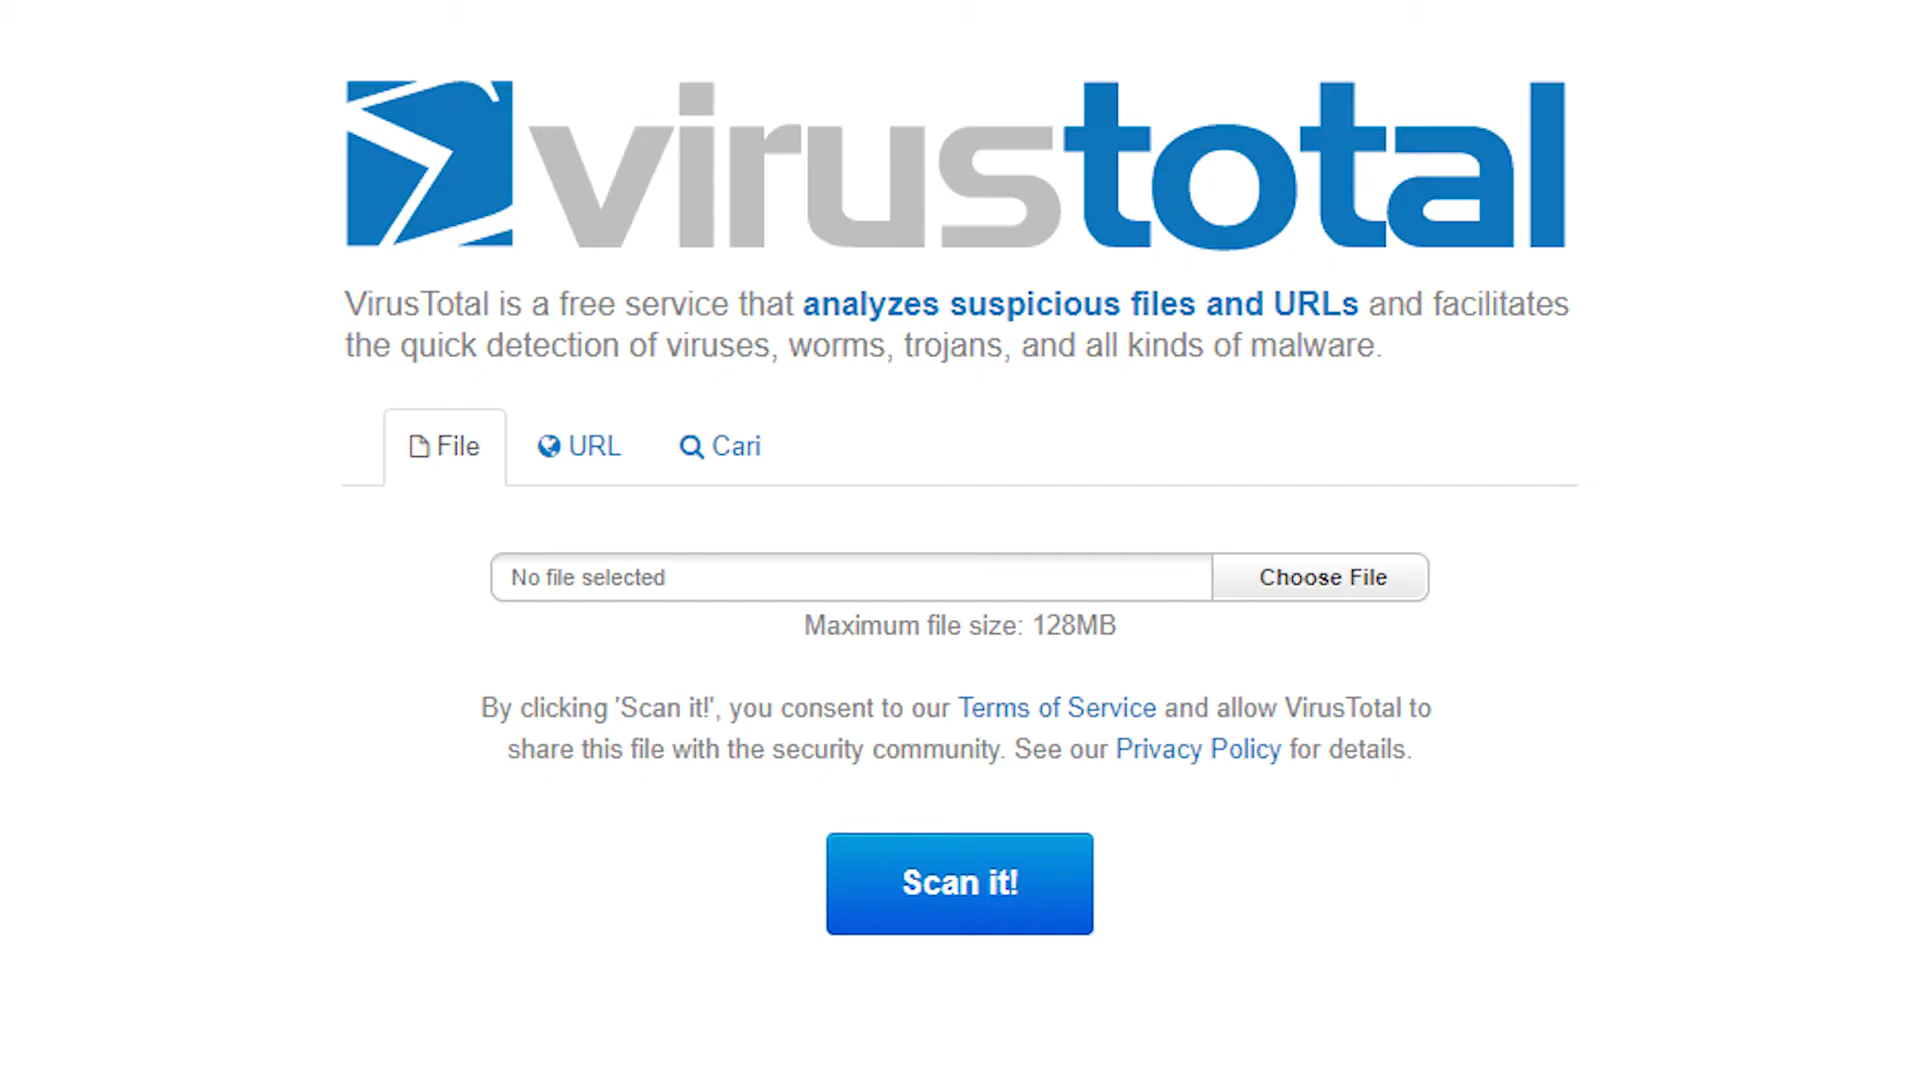 virustotal
VirusTotal is a free service that analyzes suspicious files and URLs and facilitates
the quick detection of viruses, worms, trojans, and all kinds of malware.
File URL Cari
No file selected Choose File
Maximum file size: 128MB
By clicking 'Scan it!', you consent to our Terms of Service and allow VirusTotal to
share this file with the security community. See our Privacy Policy for details.
Scan it!